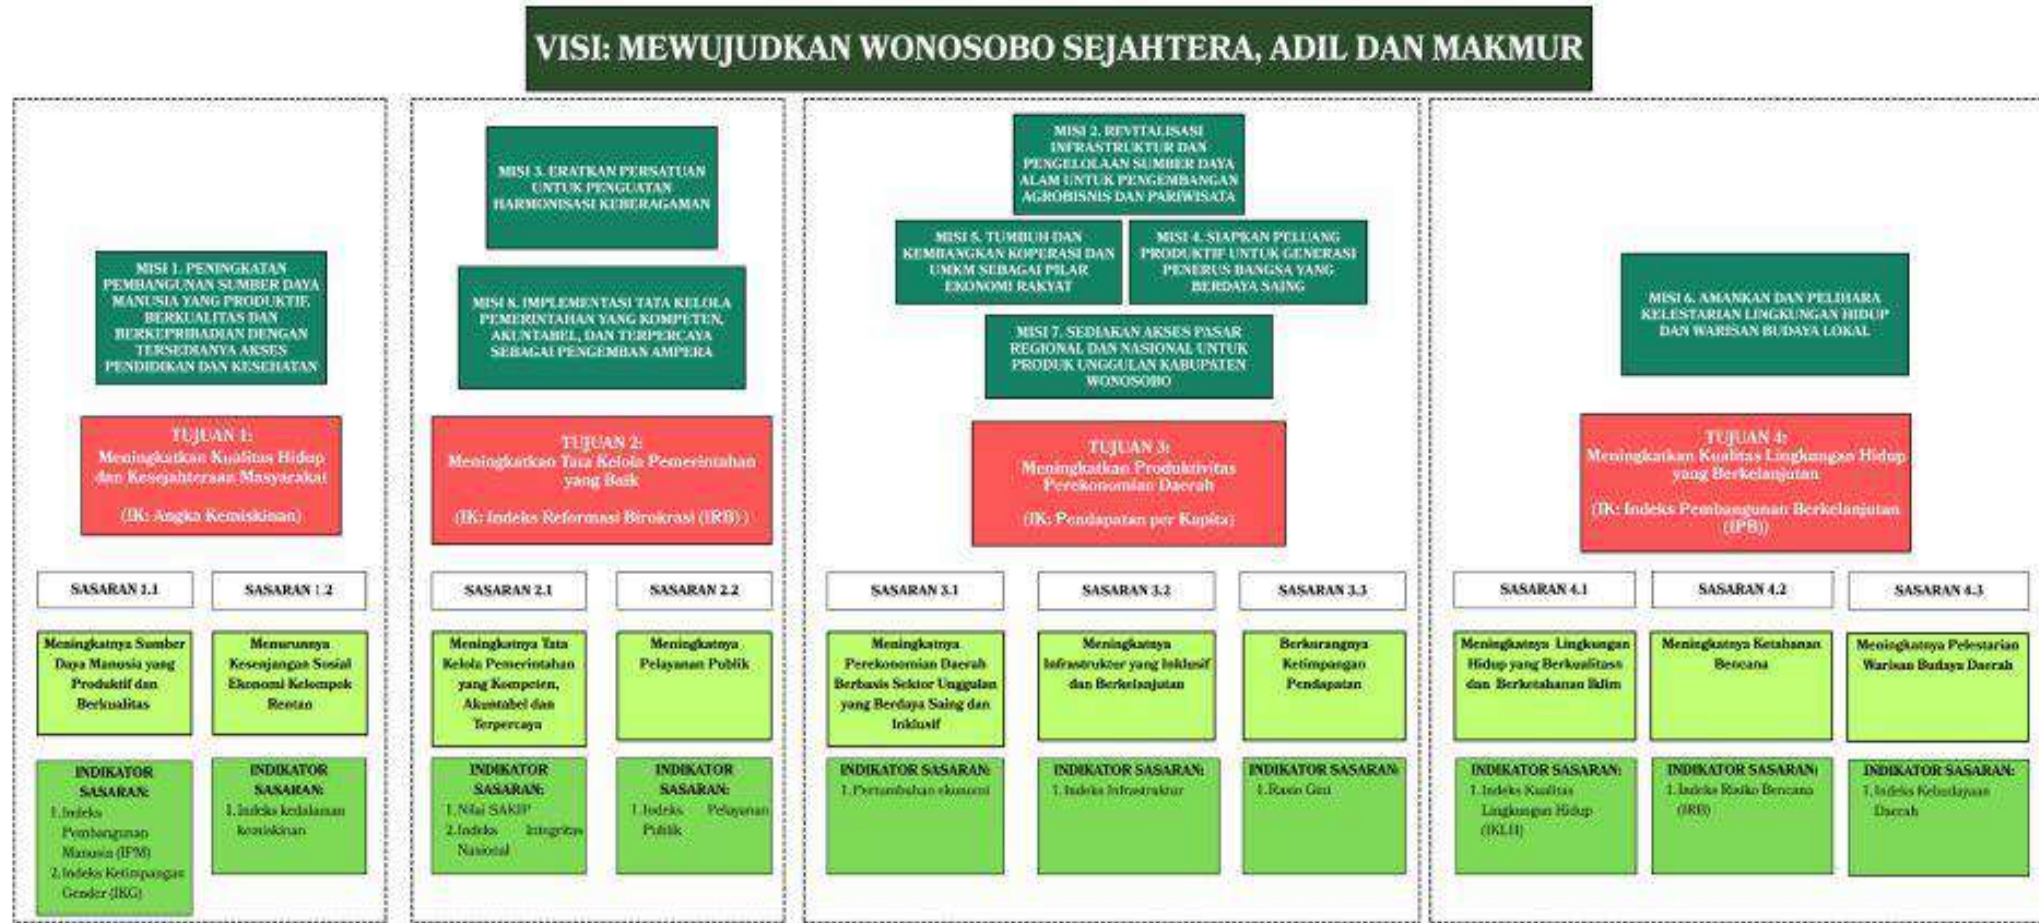 VISI: MEWUJUDKAN WONOSOBO SEJAHTERA, ADIL DAN MAKMUR
MISI 1. PENINGKATAN
PEMBANGUNAN SUMBER DAYA
MANUSIA YANG PRODUKTIF,
BERKUALITAS DAN
BERKEPRIBADIAN DENGAN
TERSEDIANYA AKSES
PENDIDIKAN DAN KESEHATAN
TUJUAN 1:
Meningkatkan Kualitas Hidup
dan Kesejahteraan Masyarakat
(IK: Angka Kemiskinan)
SASARAN 1.1
Meningkatnya Sumber
Daya Manusia yang
Produktif dan
Berkualitas
INDIKATOR
SASARAN:
1. Indeks
Pembangunan
Manusia (IPM)
2. Indeks Ketimpangan
Gender (IKG)
SASARAN 1.2
Menurunnya
Kesenjangan Sosial
Ekonomi Kelompok
Rentan
INDIKATOR
SASARAN:
1. Indeks kedalaman
kemiskinan
MISI 3. ERATKAN PERSATUAN
UNTUK PENGUATAN
HARMONISASI KEBERAGAMAN
MISI 8. IMPLEMENTASI TATA KELOLA
PEMERINTAHAN YANG KOMPETEN,
AKUNTABEL, DAN TERPERCAYA
SEBAGAI PENGEMBAN AMPERA
TUJUAN 2:
Meningkatkan Tata Kelola Pemerintahan
yang Baik
(IK: Indeks Reformasi Birokrasi (IRB) )
SASARAN 2.1
Meningkatnya Tata
Kelola Pemerintahan
yang Kompeten,
Akuntabel dan
Terpercaya
INDIKATOR
SASARAN:
1. Nilai SAKIP
2. Indeks Integritas
Nasional
SASARAN 2.2
Meningkatnya
Pelayanan Publik
INDIKATOR
SASARAN:
1. Indeks Pelayanan
Publik
MISI 2. REVITALISASI
INFRASTRUKTUR DAN
PENGELOLAAN SUMBER DAYA
ALAM UNTUK PENGEMBANGAN
AGROBISNIS DAN PARIWISATA
MISI 5. TUMBUH DAN
KEMBANGKAN KOPERASI DAN
UMKM SEBAGAI PILAR
EKONOMI RAKYAT
MISI 4. SIAPKAN PELUANG
PRODUKTIF UNTUK GENERASI
PENERUS BANGSA YANG
BERDAYA SAING
MISI 7. SEDIAKAN AKSES PASAR
REGIONAL DAN NASIONAL UNTUK
PRODUK UNGGULAN KABUPATEN
WONOSOBO
TUJUAN 3:
Meningkatkan Produktivitas
Perekonomian Daerah
(IK: Pendapatan per Kapita)
SASARAN 3.1
Meningkatnya
Perekonomian Daerah
Berbasis Sektor Unggulan
yang Berdaya Saing dan
Inklusif
INDIKATOR SASARAN:
1. Pertumbuhan ekonomi
SASARAN 3.2
Meningkatnya
Infrastruktur yang Inklusif
dan Berkelanjutan
INDIKATOR SASARAN:
1. Indeks Infrastruktur
SASARAN 3.3
Berkurangnya
Ketimpangan
Pendapatan
INDIKATOR SASARAN:
1. Rasio Gini
MISI 6. AMANKAN DAN PELIHARA
KELESTARIAN LINGKUNGAN HIDUP
DAN WARISAN BUDAYA LOKAL
TUJUAN 4:
Meningkatkan Kualitas Lingkungan Hidup
yang Berkelanjutan
(IK: Indeks Pembangunan Berkelanjutan
(IPB))
SASARAN 4.1
Meningkatnya Lingkungan
Hidup yang Berkualitasn
dan Berketahanan Iklim
INDIKATOR SASARAN:
1. Indeks Kualitas
Lingkungan Hidup
(IKLH)
SASARAN 4.2
Meningkatnya Ketahanan
Bencana
INDIKATOR SASARAN:
1. Indeks Risiko Bencana
(IRB)
SASARAN 4.3
Meningkatnya Pelestarian
Warisan Budaya Daerah
INDIKATOR SASARAN:
1. Indeks Kebudayaan
Daerah